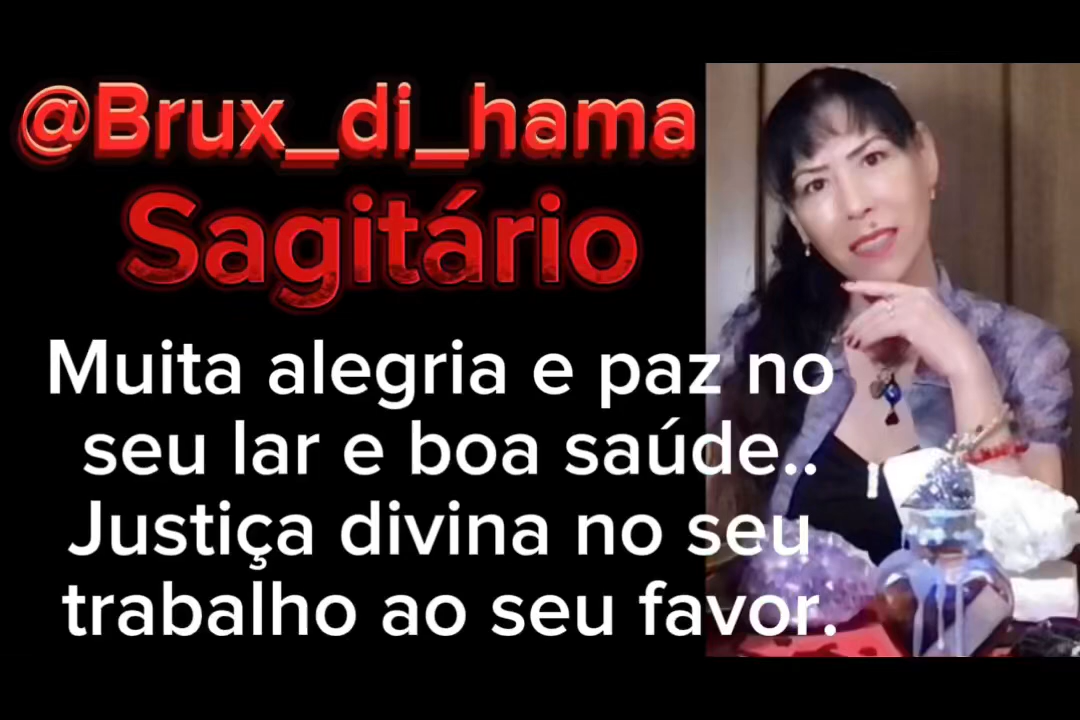 @Brux_di_hama
Sagitário
Muita alegria e paz no
seu lar e boa saúde..
Justiça divina no seu
trabalho ao seu favor.